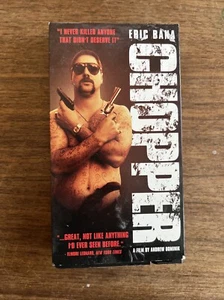 "I NEVER KILLED ANYONE
THAT DIDN'T DESERVE IT"
ERIC BANA
CHOPPER
"GREAT, NOT LIKE ANYTHING
I'D EVER SEEN BEFORE."
A FILM BY ANDREW DOMINIK